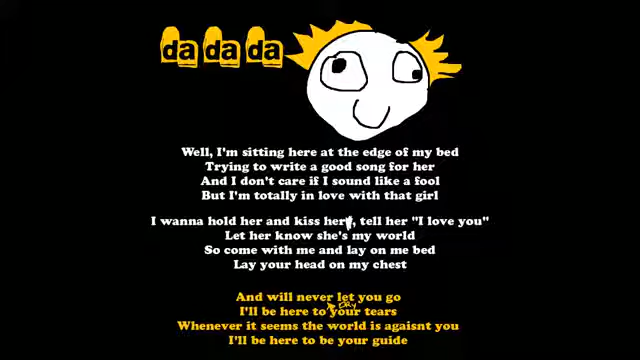 da da da
Well, I'm sitting here at the edge of my bed
Trying to write a good song for her
And I don't care if I sound like a fool
But I'm totally in love with that girl
I wanna hold her and kiss her, tell her "I love you"
Let her know she's my world
So come with me and lay on me bed
Lay your head on my chest
And will never let you go
I'll be here to dry your tears
Whenever it seems the world is agaisnt you
I'll be here to be your guide